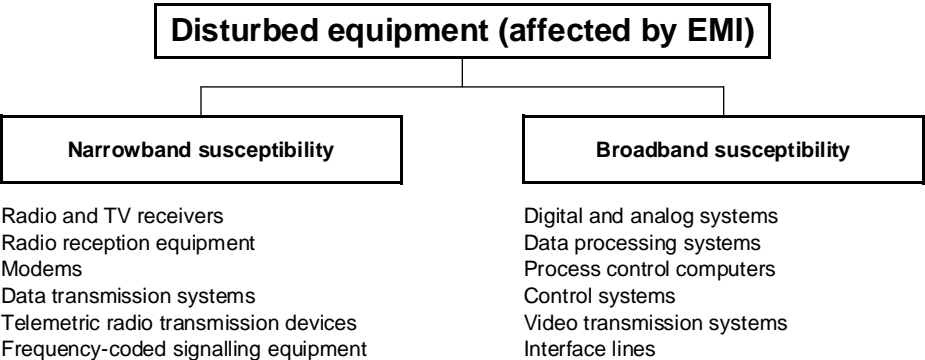 Disturbed equipment (affected by EMI)
Narrowband susceptibility
Radio and TV receivers
Radio reception equipment
Modems
Data transmission systems
Telemetric radio transmission devices
Frequency-coded signalling equipment
Broadband susceptibility
Digital and analog systems
Data processing systems
Process control computers
Control systems
Video transmission systems
Interface lines